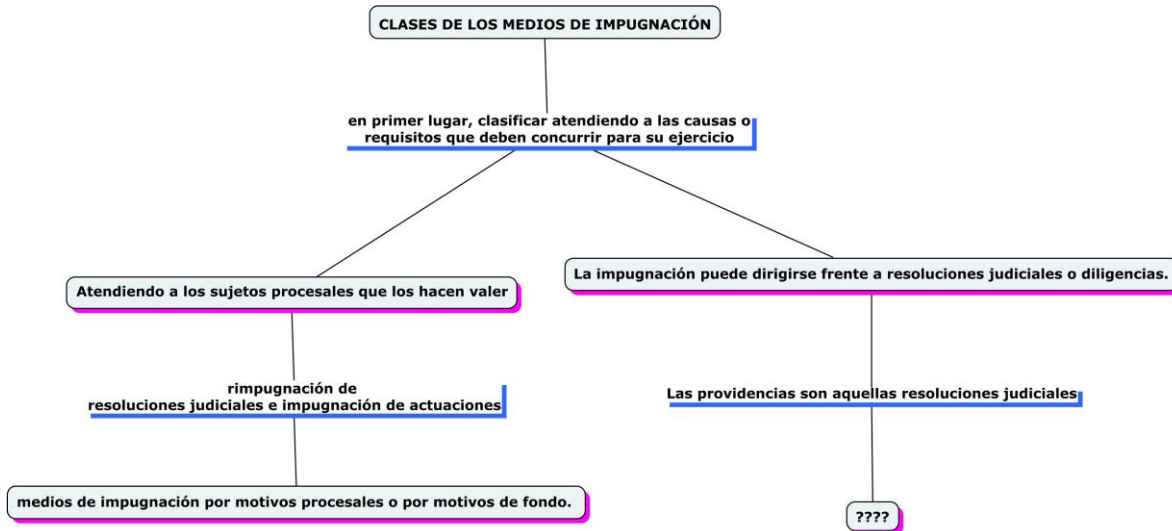 CLASES DE LOS MEDIOS DE IMPUGNACIÓN
en primer lugar, clasificar atendiendo a las causas o
requisitos que deben concurrir para su ejercicio
Atendiendo a los sujetos procesales que los hacen valer
La impugnación puede dirigirse frente a resoluciones judiciales o diligencias.
rimpugnación de
resoluciones judiciales e impugnación de actuaciones
Las providencias son aquellas resoluciones judiciales
medios de impugnación por motivos procesales o por motivos de fondo.
????